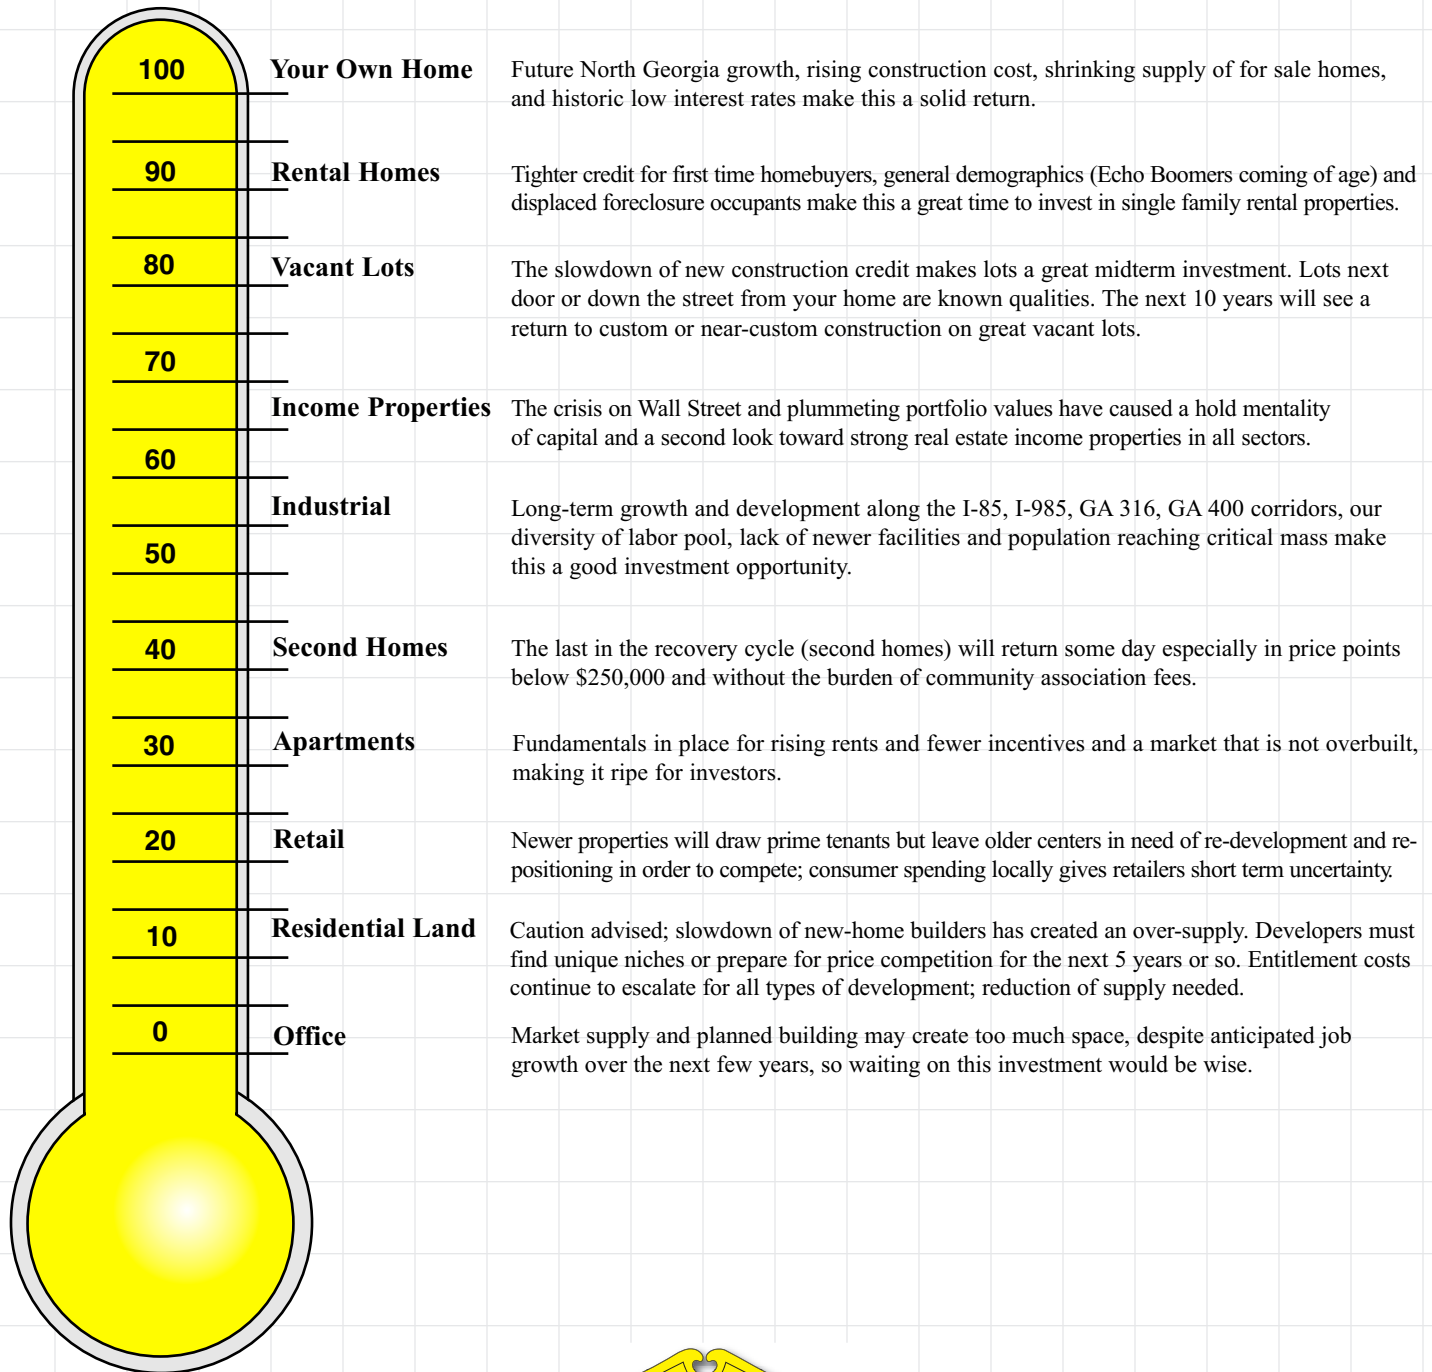 100
Your Own Home
Future North Georgia growth, rising construction cost, shrinking supply of for sale homes,
and historic low interest rates make this a solid return.
90
Rental Homes
Tighter credit for first time homebuyers, general demographics (Echo Boomers coming of age) and
displaced foreclosure occupants make this a great time to invest in single family rental properties.
80
Vacant Lots
The slowdown of new construction credit makes lots a great midterm investment. Lots next
door or down the street from your home are known qualities. The next 10 years will see a
return to custom or near-custom construction on great vacant lots.
70
Income Properties
The crisis on Wall Street and plummeting portfolio values have caused a hold mentality
of capital and a second look toward strong real estate income properties in all sectors.
60
Industrial
Long-term growth and development along the I-85, I-985, GA 316, GA 400 corridors, our
diversity of labor pool, lack of newer facilities and population reaching critical mass make
this a good investment opportunity.
50
40
Second Homes
The last in the recovery cycle (second homes) will return some day especially in price points
below $250,000 and without the burden of community association fees.
30
Apartments
Fundamentals in place for rising rents and fewer incentives and a market that is not overbuilt,
making it ripe for investors.
20
Retail
Newer properties will draw prime tenants but leave older centers in need of re-development and re-
positioning in order to compete; consumer spending locally gives retailers short term uncertainty.
10
Residential Land
Caution advised; slowdown of new-home builders has created an over-supply. Developers must
find unique niches or prepare for price competition for the next 5 years or so. Entitlement costs
continue to escalate for all types of development; reduction of supply needed.
0
Office
Market supply and planned building may create too much space, despite anticipated job
growth over the next few years, so waiting on this investment would be wise.